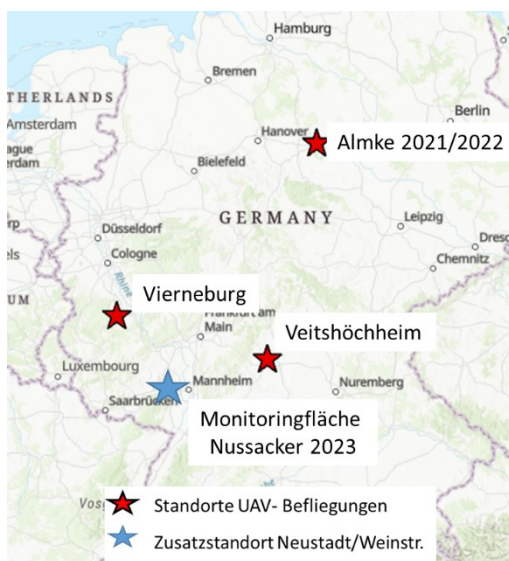 Hamburg
Bremen
THERLANDS
Amsterdam
Berlin
Hanover
Almke 2021/2022
Bielefeld
GERMANY
Leipzig
Düsseldorf
Cologne
Chemnitz
Rhine
Vierneburg
Main
Veitshöchheim
Luxembourg
Mannheim
Nuremberg
Saarbrücken
Monitoringfläche
Nussacker 2023
Standorte UAV- Befliegungen
Zusatzstandort Neustadt/Weinstr.